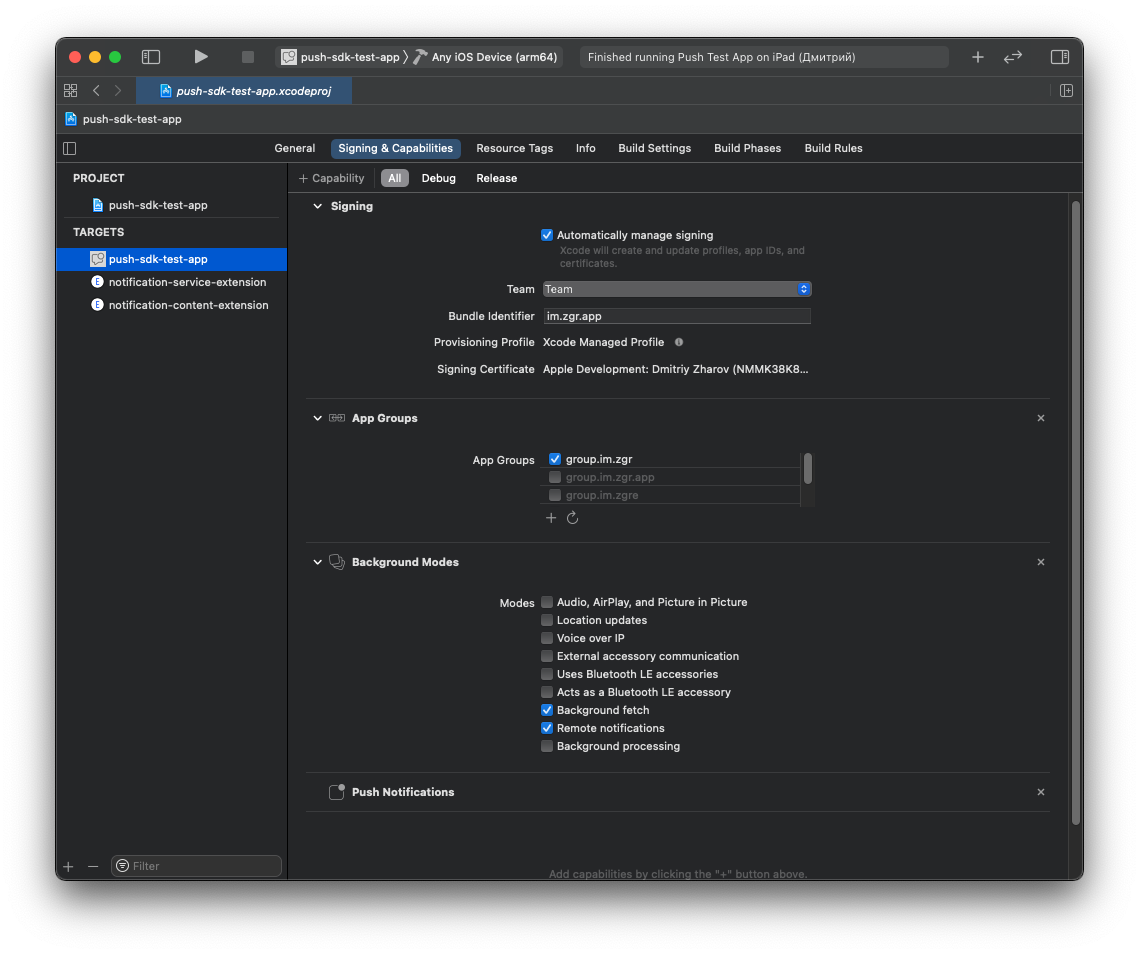 push-sdk-test-app
Any iOS Device (arm64)
Finished running Push Test App on iPad (Дмитрий)
push-sdk-test-app.xcodeproj
push-sdk-test-app
General
Signing & Capabilities
Resource Tags
Info
Build Settings
Build Phases
Build Rules
PROJECT
push-sdk-test-app
TARGETS
push-sdk-test-app
E notification-service-extension
E notification-content-extension
Filter
+ Capability
All
Debug
Release
Signing
Automatically manage signing
Xcode will create and update profiles, app IDs, and
certificates.
Team
Team
Bundle Identifier
im.zgr.app
Provisioning Profile
Xcode Managed Profile
Signing Certificate
Apple Development: Dmitriy Zharov (NMMK38K8...
App Groups
App Groups
group.im.zgr
group.im.zgr.app
group.im.zgre
Background Modes
Modes
Audio, AirPlay, and Picture in Picture
Location updates
Voice over IP
External accessory communication
Uses Bluetooth LE accessories
Acts as a Bluetooth LE accessory
Background fetch
Remote notifications
Background processing
Push Notifications
Add capabilities by clicking the "+" button above.